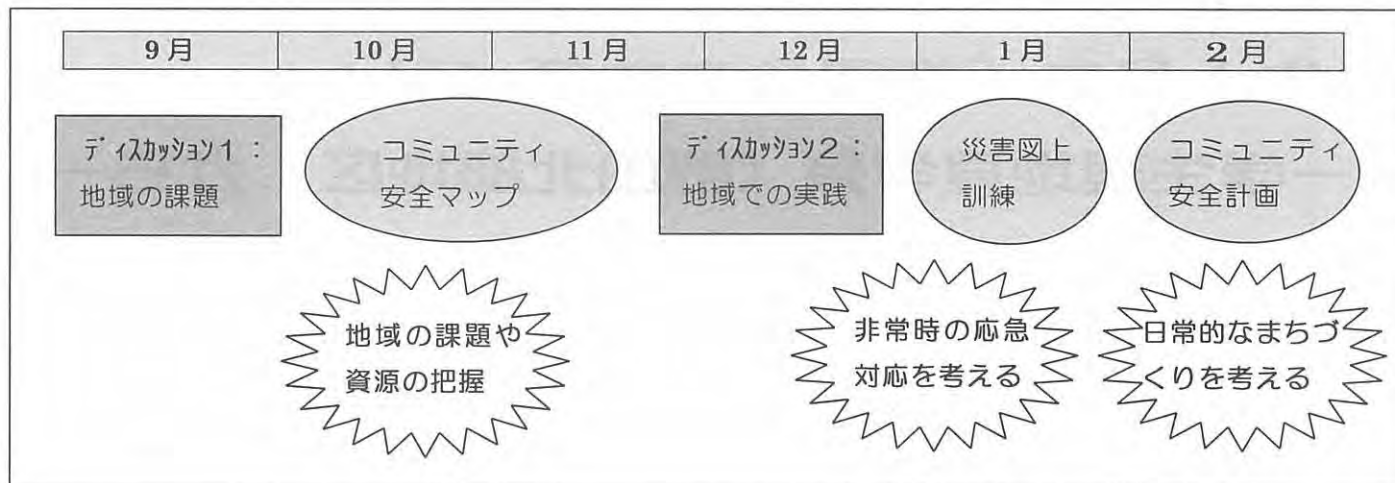 9月 10月 11月 12月 1月 2月
ディスカッション1:
地域の課題
コミュニティ
安全マップ
ディスカッション2:
地域での実践
災害図上
訓練
コミュニティ
安全計画
地域の課題や
資源の把握
非常時の応急
対応を考える
日常的なまちづ
くりを考える